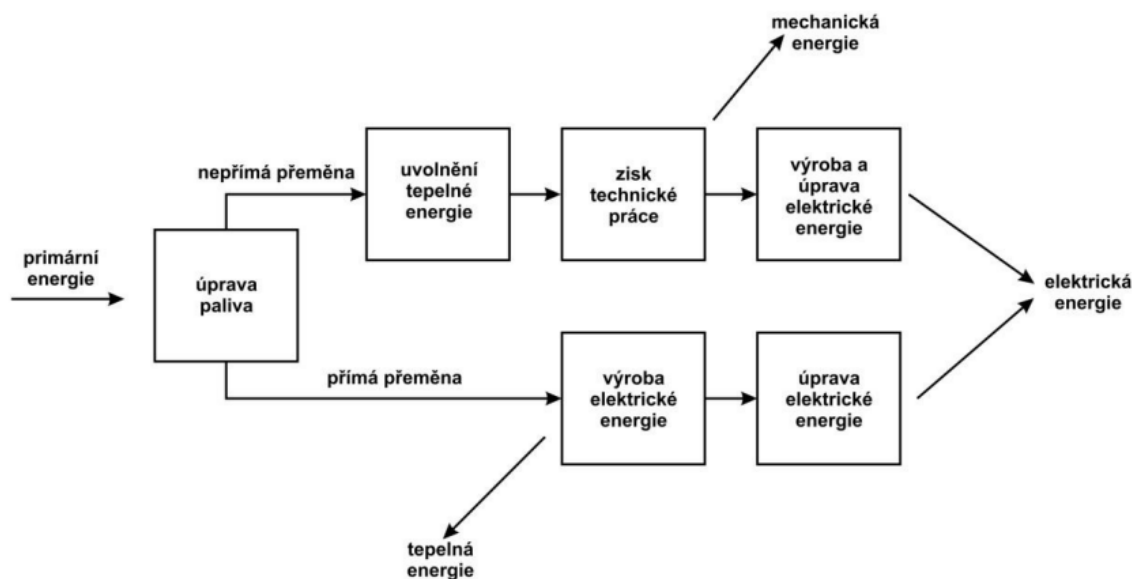 mechanická
energie
nepřímá přeměna
uvolnění
tepelné
energie
zisk
technické
práce
výroba a
úprava
elektrické
energie
primární
energie
úprava
paliva
elektrická
energie
přímá přeměna
výroba
elektrické
energie
úprava
elektrické
energie
tepelná
energie